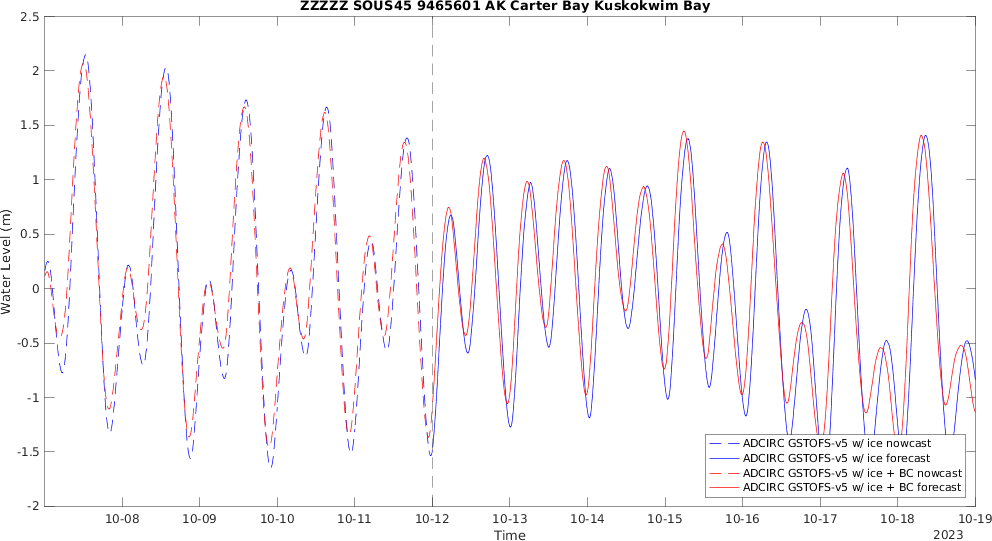 ZZZZZ SOUS45 9465601 AK Carter Bay Kuskokwim Bay
2.5
2
1.5
1
0.5
0
-0.5
-1
-1.5
-2
Water Level (m)
ADCIRC GSTOFS-v5 w/ ice nowcast
ADCIRC GSTOFS-v5 w/ ice forecast
ADCIRC GSTOFS-v5 w/ ice + BC nowcast
ADCIRC GSTOFS-v5 w/ ice + BC forecast
10-08 10-09 10-10 10-11 10-12 10-13 10-14 10-15 10-16 10-17 10-18 10-19
Time
2023